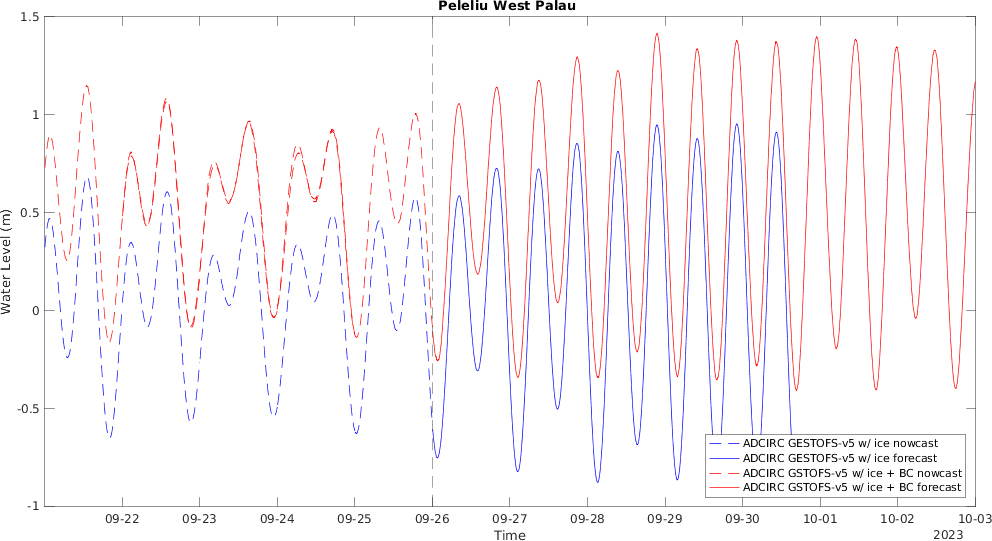 Peleliu West Palau
1.5
1
0.5
0
-0.5
-1
Water Level (m)
09-22 09-23 09-24 09-25 09-26 09-27 09-28 09-29 09-30 10-01 10-02 10-03
2023
Time
ADCIRC GESTOFS-v5 w/ ice nowcast
ADCIRC GESTOFS-v5 w/ ice forecast
ADCIRC GSTOFS-v5 w/ ice + BC nowcast
ADCIRC GSTOFS-v5 w/ ice + BC forecast